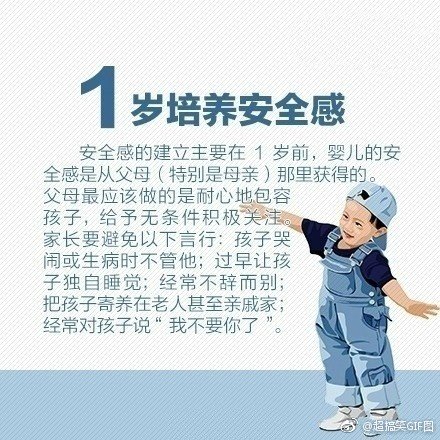 1岁培养安全感
安全感的建立主要在 1 岁前，婴儿的安
全感是从父母（特别是母亲）那里获得的。
父母最应该做的是耐心地包容
孩子，给予无条件积极关注。
家长要避免以下言行：孩子哭
闹或生病时不管他；过早让孩
子独自睡觉；经常不辞而别；
把孩子寄养在老人甚至亲戚家；
经常对孩子说“ 我不要你了 ”。
@超搞笑GIF图